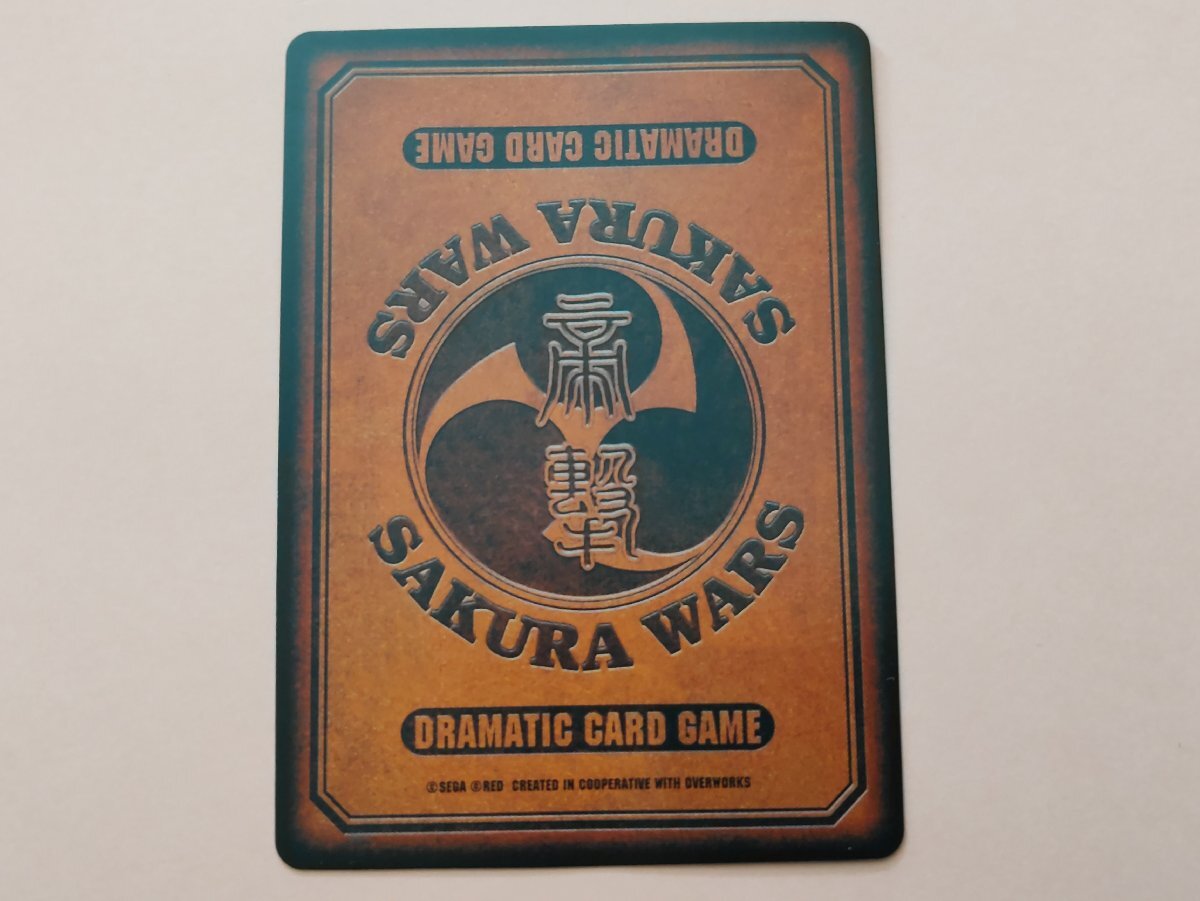 DRAMATIC CARD GAME
SAKURA WARS
帝
撃
SAKURA WARS
DRAMATIC CARD GAME
©SEGA ©RED CREATED IN COOPERATIVE WITH OVERWORKS